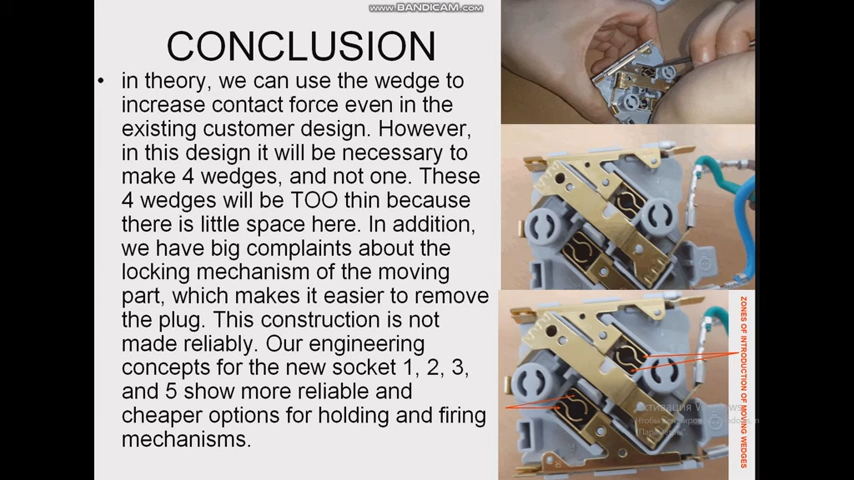 www.BANDICAM.com
CONCLUSION
• in theory, we can use the wedge to
increase contact force even in the
existing customer design. However,
in this design it will be necessary to
make 4 wedges, and not one. These
4 wedges will be TOO thin because
there is little space here. In addition,
we have big complaints about the
locking mechanism of the moving
part, which makes it easier to remove
the plug. This construction is not
made reliably. Our engineering
concepts for the new socket 1, 2, 3,
and 5 show more reliable and
cheaper options for holding and firing
mechanisms.
ZONES OF INTRODUCTION OF MOVING WEDGES